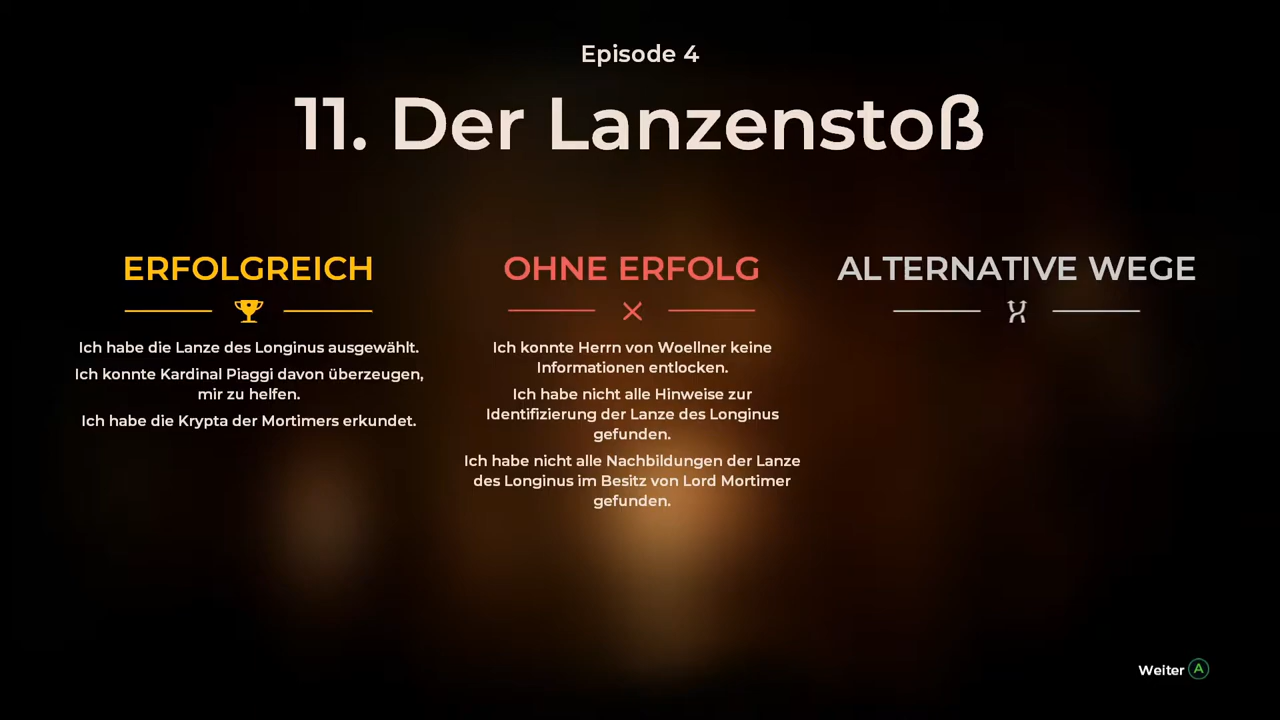 Episode 4
11. Der Lanzenstoß
ERFOLGREICH
Ich habe die Lanze des Longinus ausgewählt.
Ich konnte Kardinal Piaggi davon überzeugen,
mir zu helfen.
Ich habe die Krypta der Mortimers erkundet.
OHNE ERFOLG
Ich konnte Herrn von Woellner keine
Informationen entlocken.
Ich habe nicht alle Hinweise zur
Identifizierung der Lanze des Longinus
gefunden.
Ich habe nicht alle Nachbildungen der Lanze
des Longinus im Besitz von Lord Mortimer
gefunden.
ALTERNATIVE WEGE
Weiter A